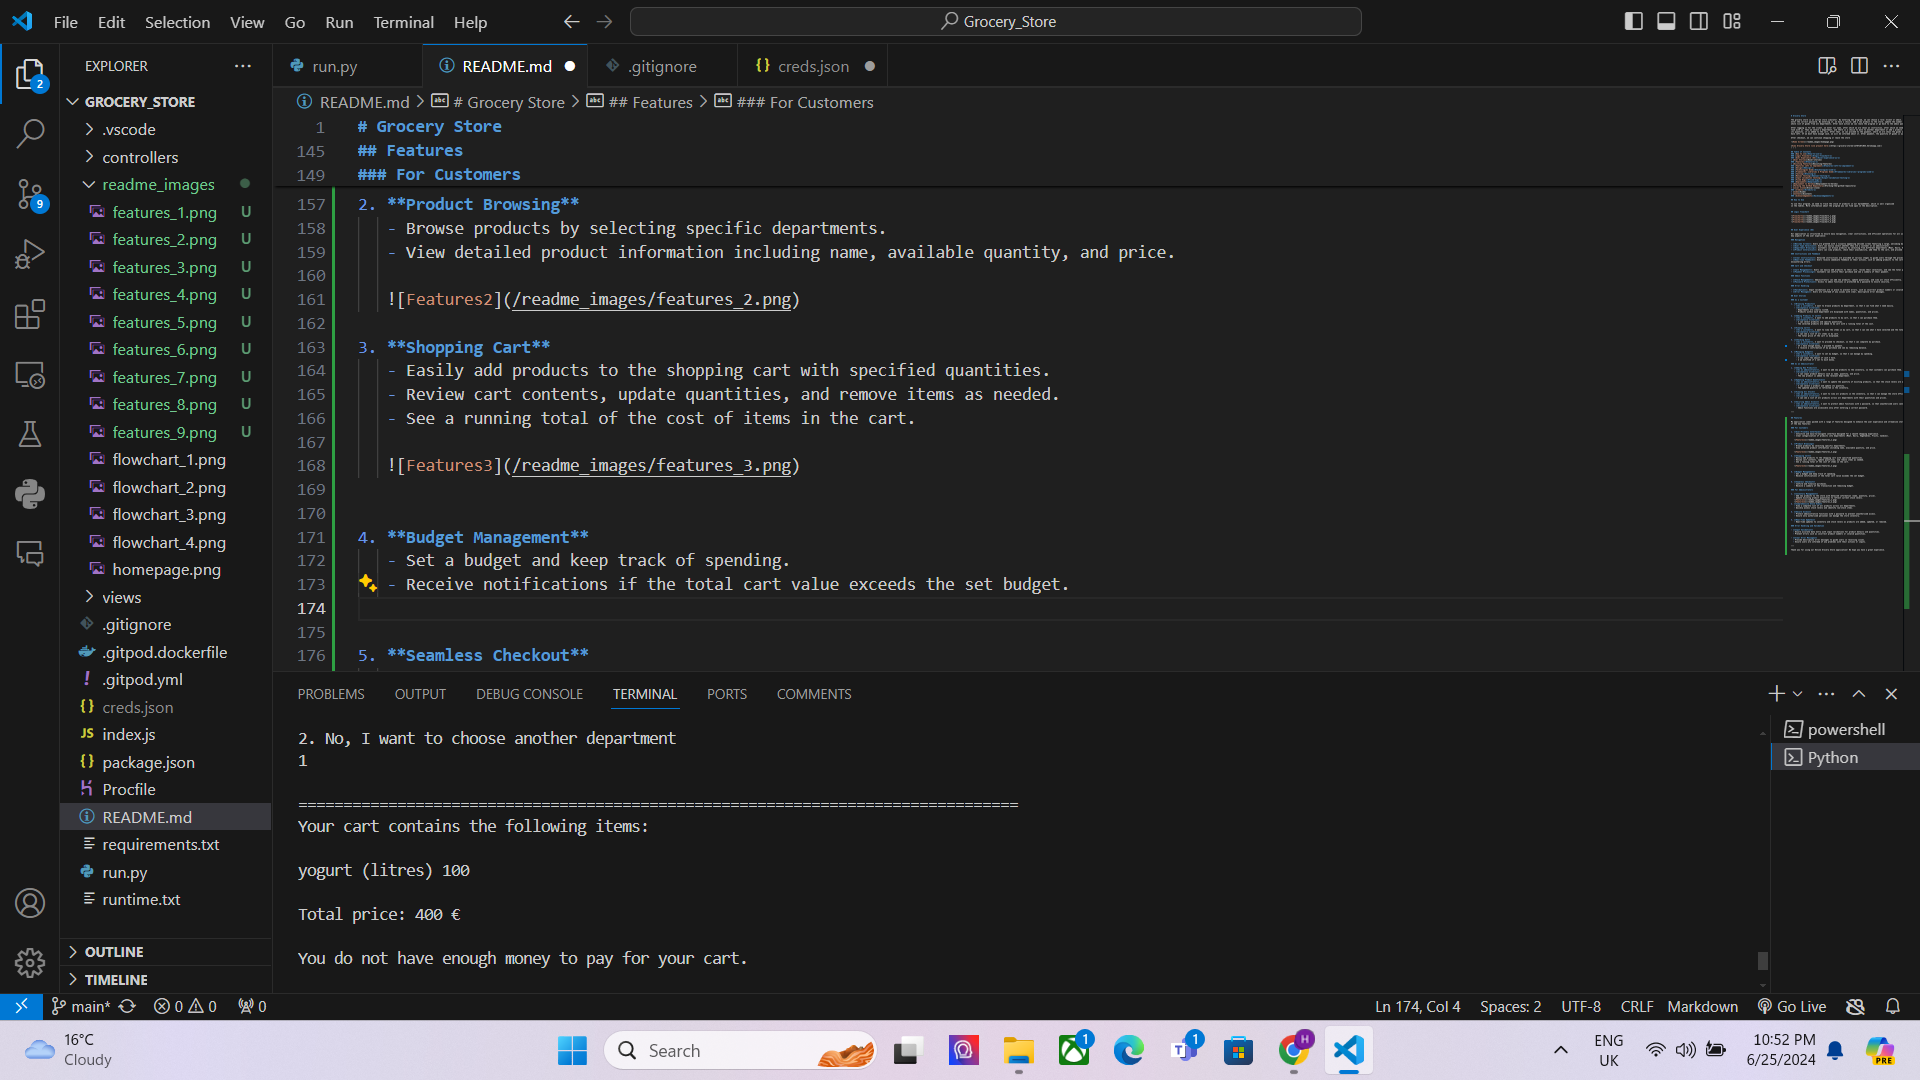 File Edit Selection View Go Run Terminal Help
Grocery_Store
EXPLORER
run.py
README.md
.gitignore
creds.json
README.md > # Grocery Store > ## Features > ### For Customers
GROCERY_STORE
.vscode
controllers
readme_images
features_1.png U
features_2.png U
features_3.png U
features_4.png U
features_5.png U
features_6.png U
features_7.png U
features_8.png U
features_9.png U
flowchart_1.png
flowchart_2.png
flowchart_3.png
flowchart_4.png
homepage.png
views
.gitignore
.gitpod.dockerfile
.gitpod.yml
creds.json
index.js
package.json
Procfile
README.md
requirements.txt
run.py
runtime.txt
OUTLINE
TIMELINE
2
9
1 # Grocery Store
145 ## Features
149 ### For Customers
157 2. **Product Browsing**
158 - Browse products by selecting specific departments.
159 - View detailed product information including name, available quantity, and price.
160
161 ![Features2](/readme_images/features_2.png)
162
163 3. **Shopping Cart**
164 - Easily add products to the shopping cart with specified quantities.
165 - Review cart contents, update quantities, and remove items as needed.
166 - See a running total of the cost of items in the cart.
167
168 ![Features3](/readme_images/features_3.png)
169
170
171 4. **Budget Management**
172 - Set a budget and keep track of spending.
173 - Receive notifications if the total cart value exceeds the set budget.
174
175
176 5. **Seamless Checkout**
PROBLEMS OUTPUT DEBUG CONSOLE TERMINAL PORTS COMMENTS
2. No, I want to choose another department
1
================================================================================
Your cart contains the following items:
yogurt (litres) 100
Total price: 400 €
You do not have enough money to pay for your cart.
powershell
Python
main* 0 0 0
Ln 174, Col 4 Spaces: 2 UTF-8 CRLF Markdown Go Live
16°C
Cloudy
Search
1
1
H
ENG
UK
10:52 PM
6/25/2024
PRE